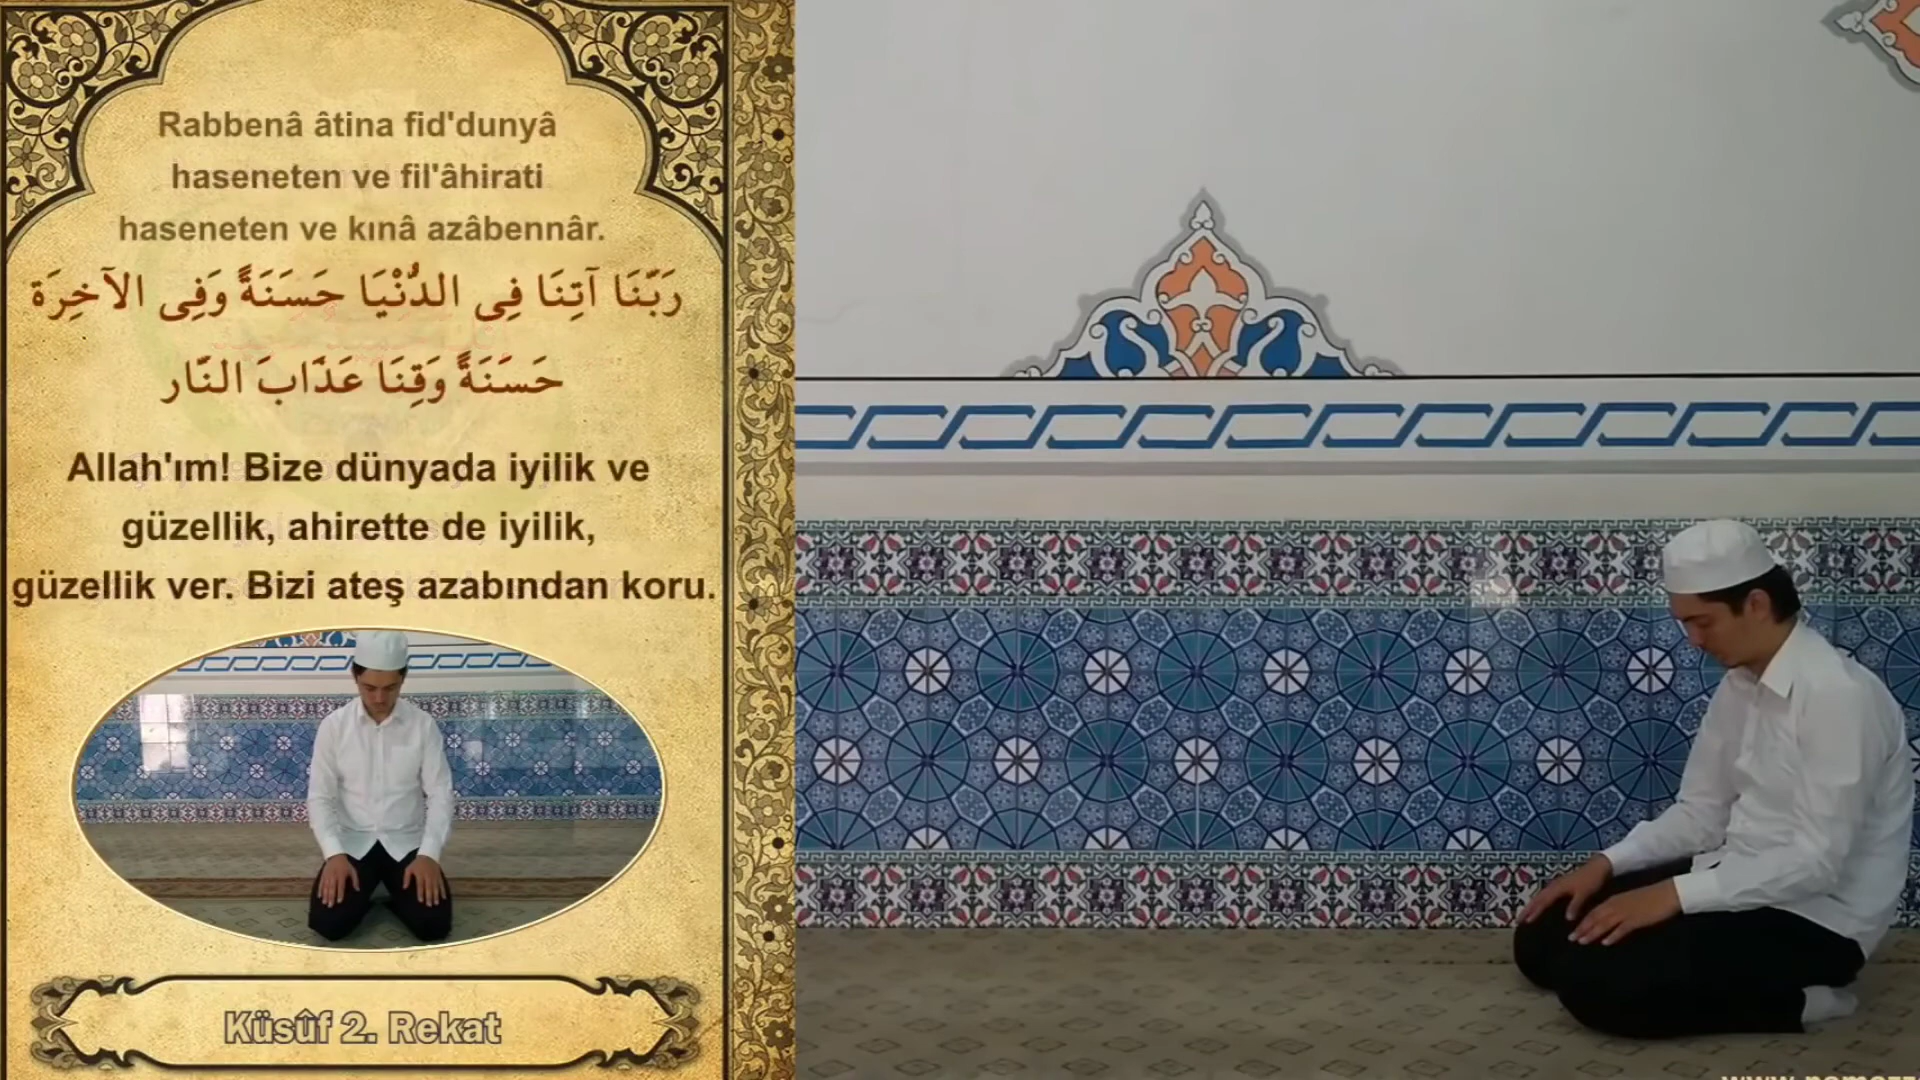 Rabbenâ âtina fid'dunyâ
haseneten ve fil'âhirati
haseneten ve kınâ azâbennâr.
رَبَّنَا آتِنَا فِى الدُّنْيَا حَسَنَةً وَفِى الآخِرَة
حَسَنَةً وَقِنَا عَذَابَ النَّار
Allah'ım! Bize dünyada iyilik ve
güzellik, ahirette de iyilik,
güzellik ver. Bizi ateş azabından koru.
Küsûf 2. Rekat